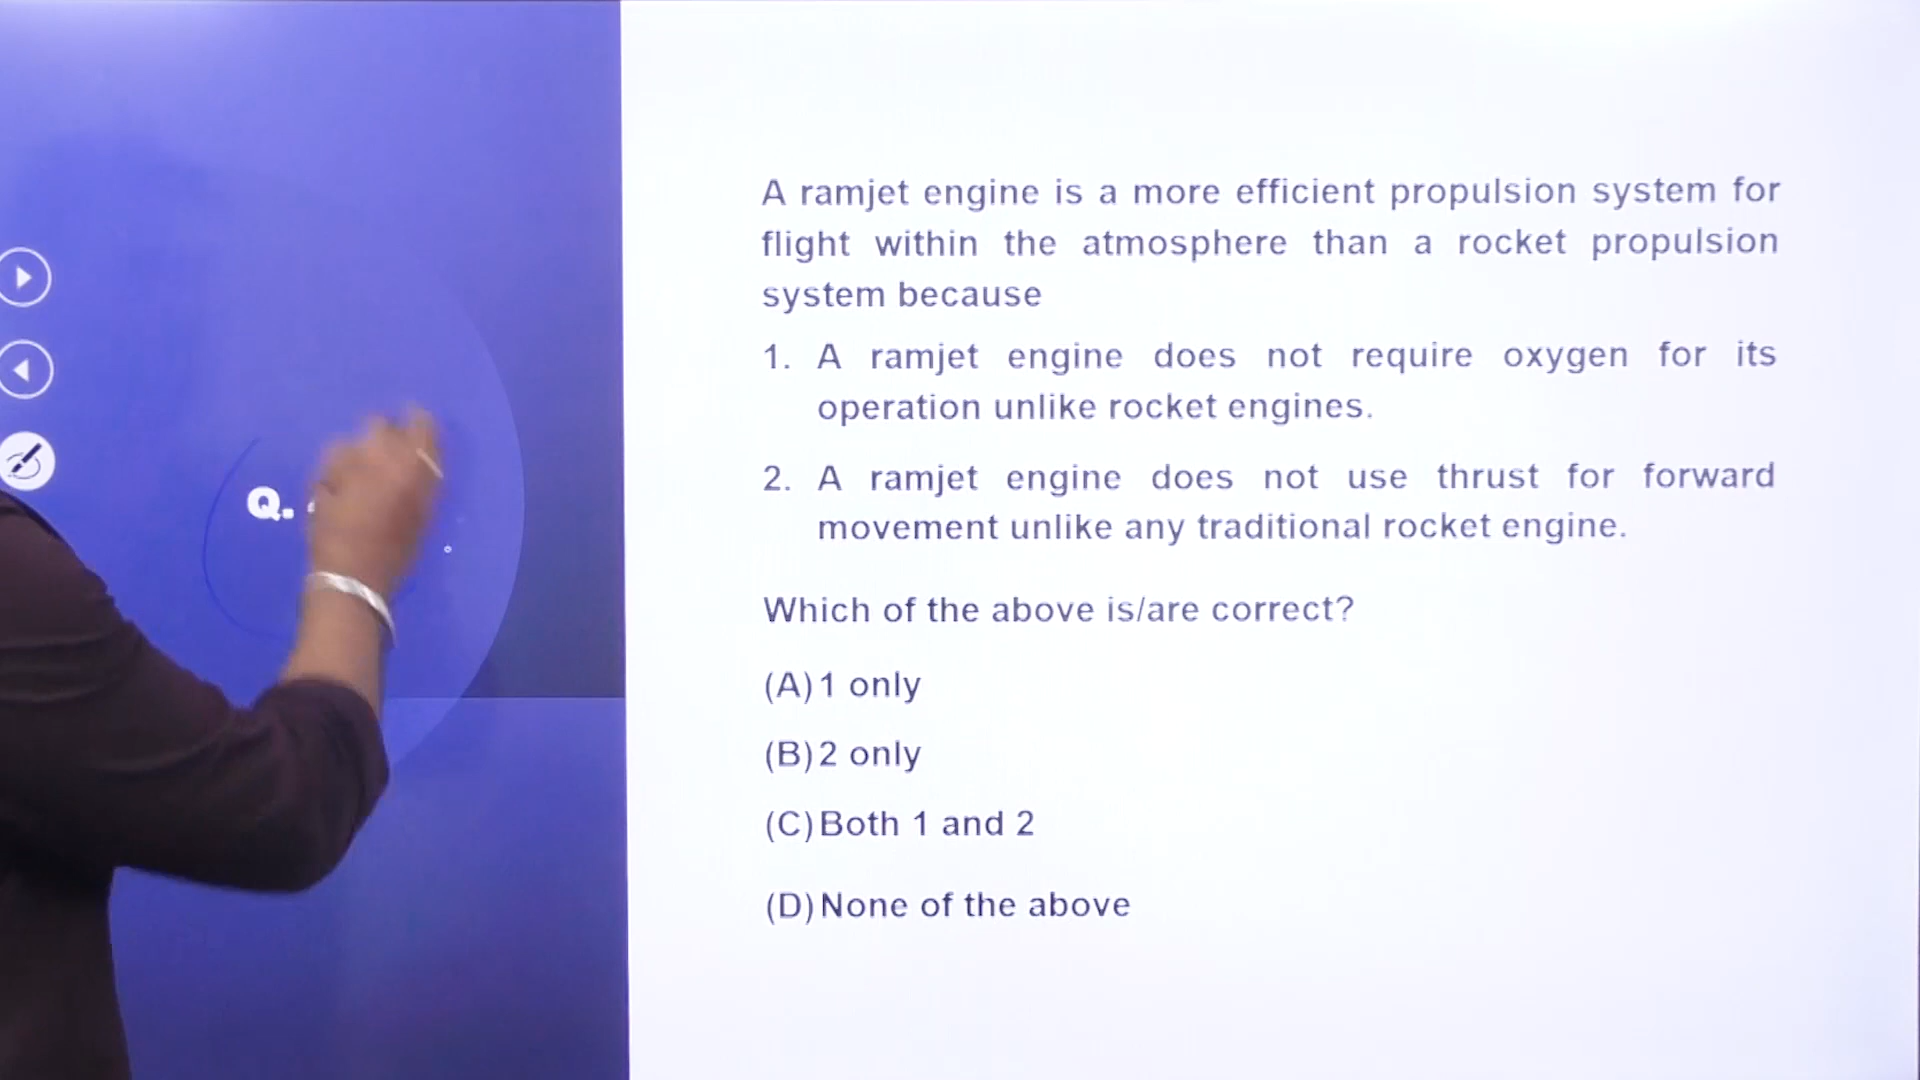 Q.
A ramjet engine is a more efficient propulsion system for
flight within the atmosphere than a rocket propulsion
system because
1. A ramjet engine does not require oxygen for its
operation unlike rocket engines.
2. A ramjet engine does not use thrust for forward
movement unlike any traditional rocket engine.
Which of the above is/are correct?
(A) 1 only
(B) 2 only
(C) Both 1 and 2
(D) None of the above